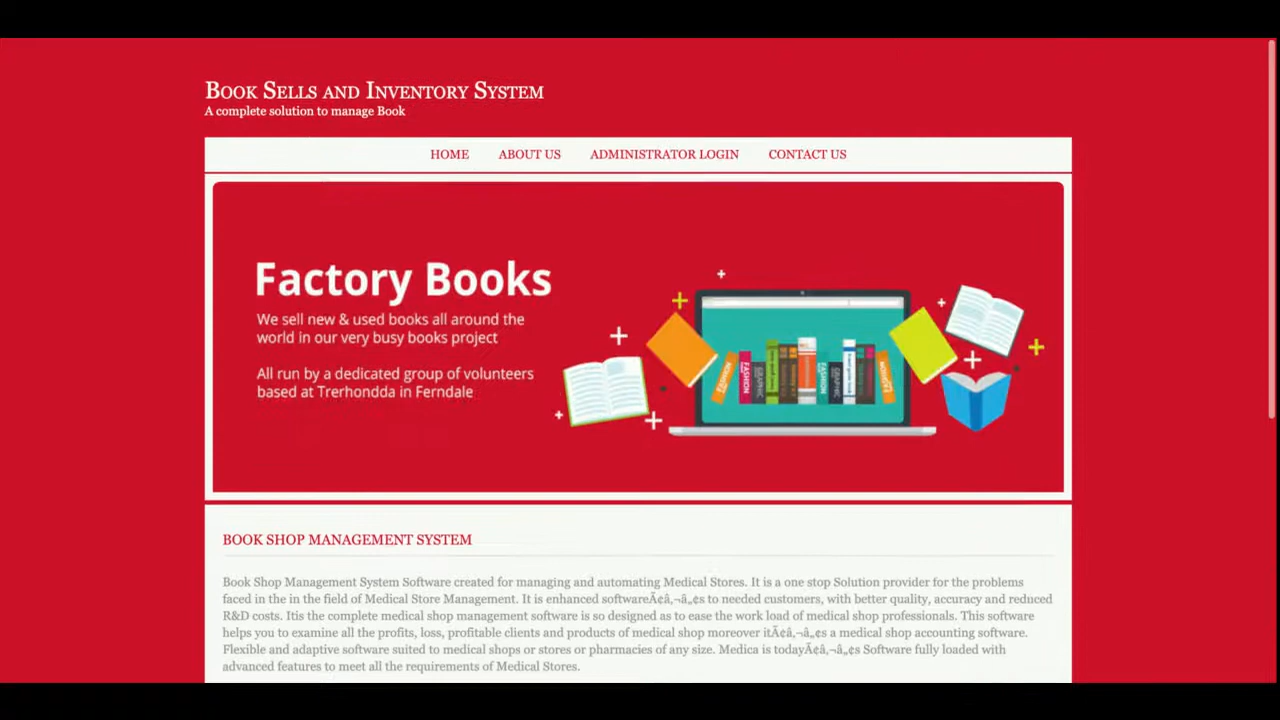 Book Sells and Inventory System
A complete solution to manage Book
HOME ABOUT US ADMINISTRATOR LOGIN CONTACT US
Factory Books
We sell new & used books all around the
world in our very busy books project
All run by a dedicated group of volunteers
based at Trerhondda in Ferndale
FASHION
GRAPHIC
FASHION
GRAPHIC
BOOK SHOP MANAGEMENT SYSTEM
Book Shop Management System Software created for managing and automating Medical Stores. It is a one stop Solution provider for the problems
faced in the in the field of Medical Store Management. It is enhanced softwareÃ¢â‚¬â„¢s to needed customers, with better quality, accuracy and reduced
R&D costs. Itis the complete medical shop management software is so designed as to ease the work load of medical shop professionals. This software
helps you to examine all the profits, loss, profitable clients and products of medical shop moreover itÃ¢â‚¬â„¢s a medical shop accounting software.
Flexible and adaptive software suited to medical shops or stores or pharmacies of any size. Medica is todayÃ¢â‚¬â„¢s Software fully loaded with
advanced features to meet all the requirements of Medical Stores.